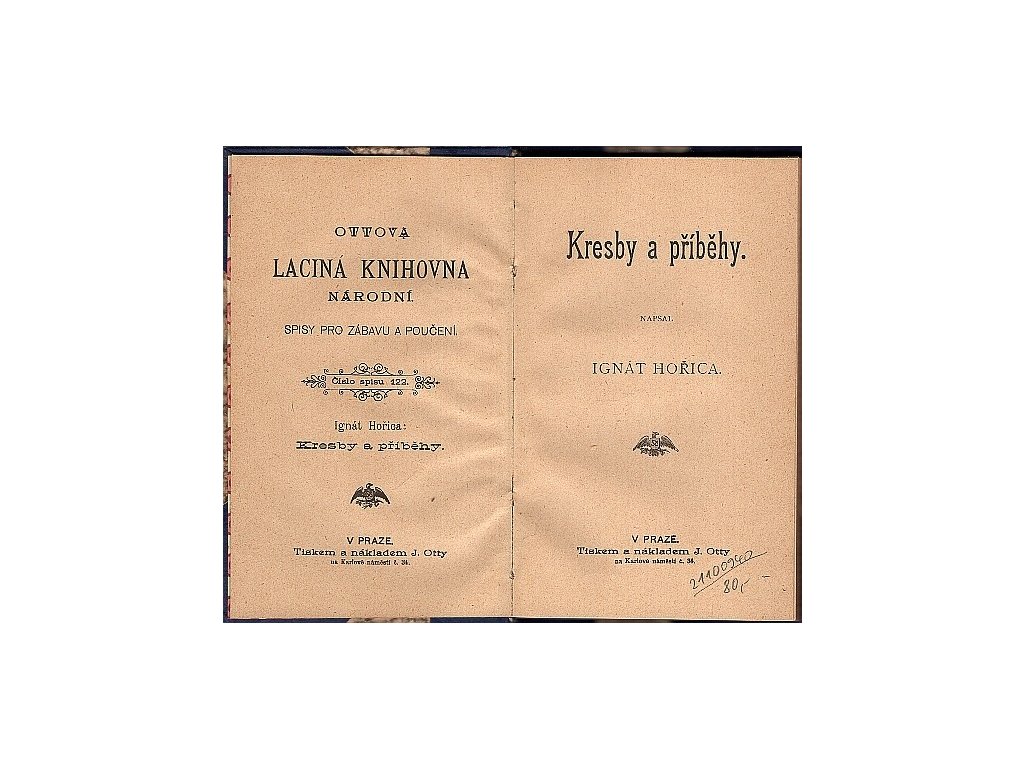 OTTOVA
LACINÁ KNIHOVNA
NÁRODNÍ.
SPISY PRO ZÁBAVU A POUČENÍ.
Číslo spisu 122.
Ignát Hořica:
Kresby a příběhy.
V PRAZE.
Tiskem a nákladem J. Otty
na Karlově náměstí č. 34.
Kresby a příběhy.
NAPSAL
IGNÁT HOŘICA.
V PRAZE.
Tiskem a nákladem J. Otty
na Karlově náměstí č. 34.
80,-